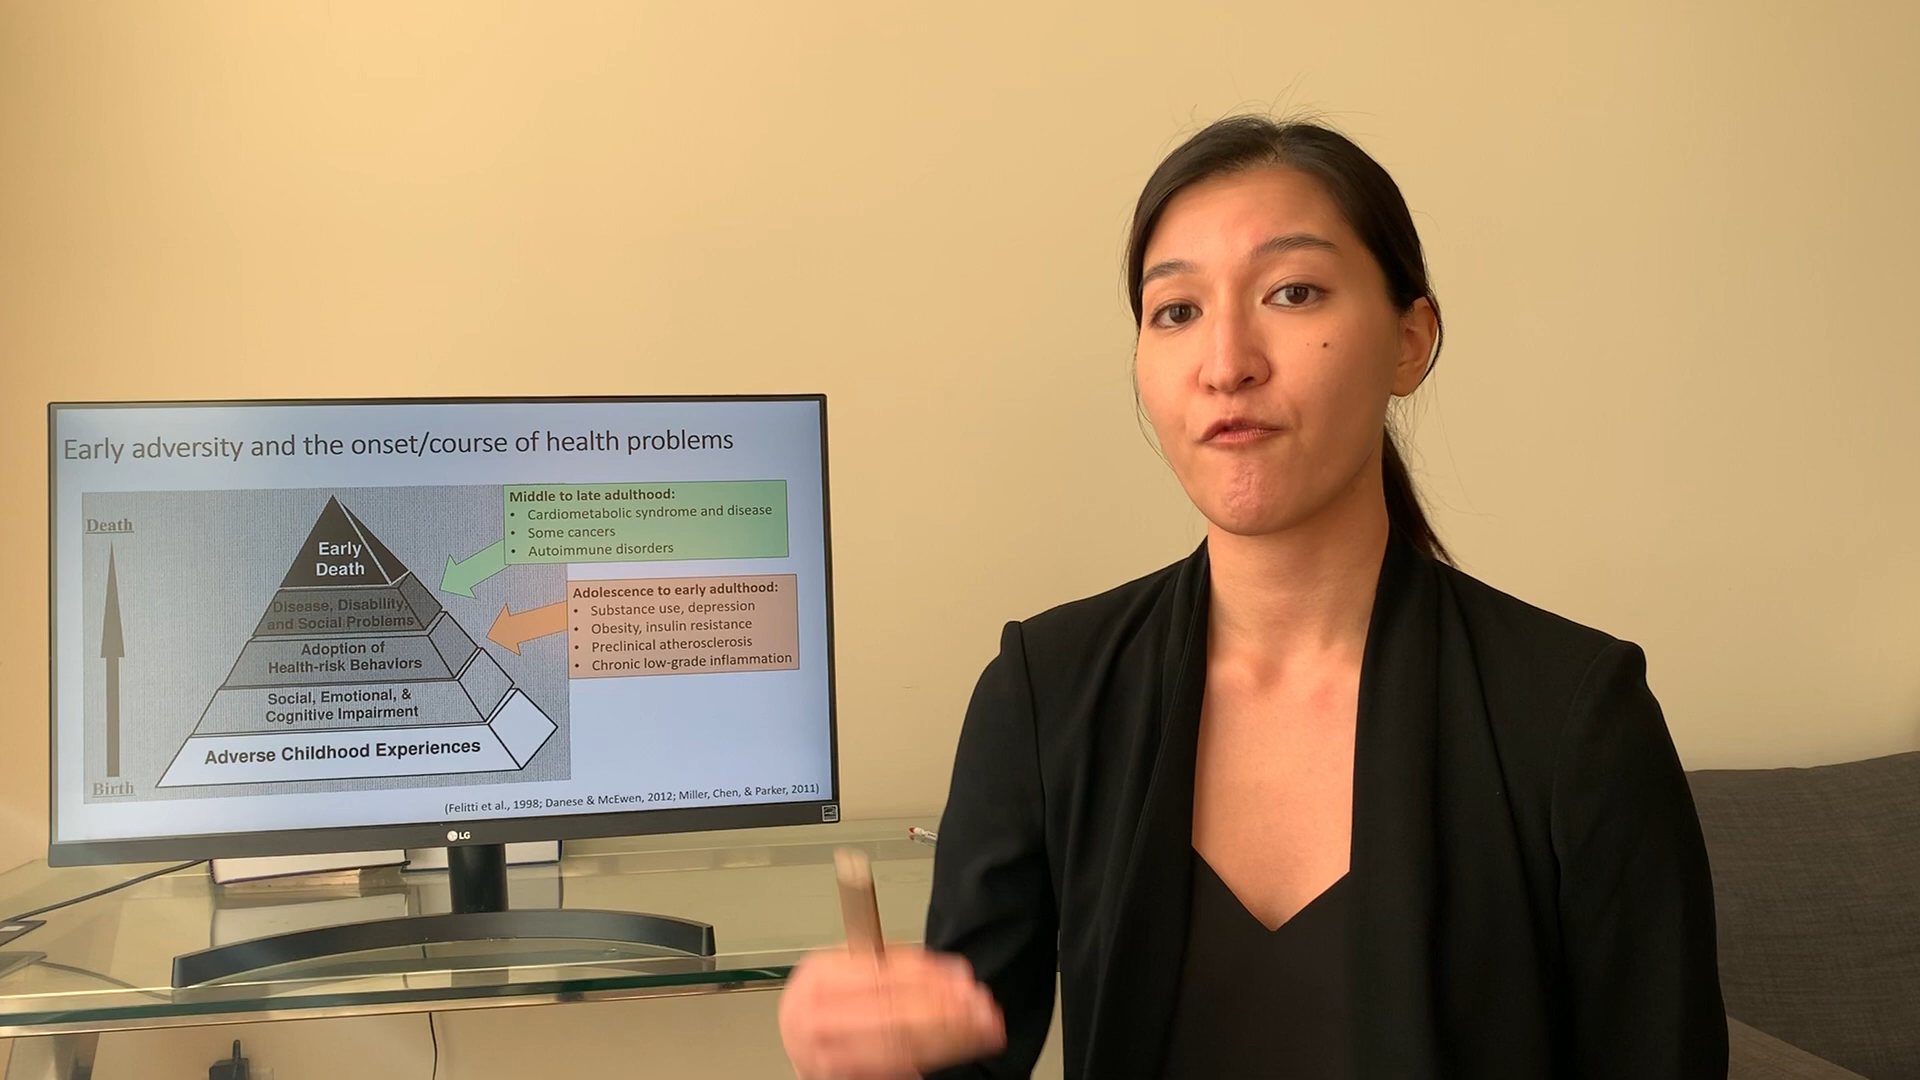 Early adversity and the onset/course of health problems
Death
Early
Death
Disease, Disability,
and Social Problems
Adoption of
Health-risk Behaviors
Social, Emotional, &
Cognitive Impairment
Adverse Childhood Experiences
Birth
Middle to late adulthood:
• Cardiometabolic syndrome and disease
• Some cancers
• Autoimmune disorders
Adolescence to early adulthood:
• Substance use, depression
• Obesity, insulin resistance
• Preclinical atherosclerosis
• Chronic low-grade inflammation
(Felitti et al., 1998; Danese & McEwen, 2012; Miller, Chen, & Parker, 2011)
LG